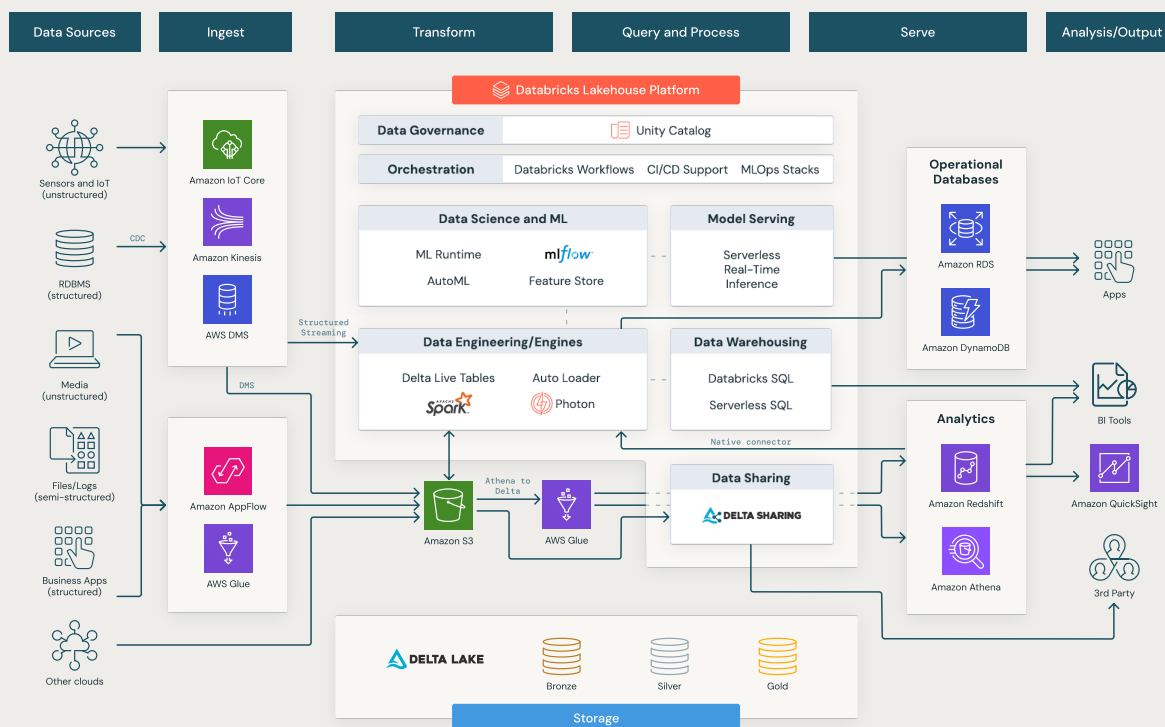 Data Sources
Ingest
Transform
Query and Process
Serve
Analysis/Output
Databricks Lakehouse Platform
Data Governance
Unity Catalog
Orchestration
Databricks Workflows
CI/CD Support
MLOps Stacks
Sensors and IoT
(unstructured)
CDC
RDBMS
(structured)
Media
(unstructured)
Files/Logs
(semi-structured)
Business Apps
(structured)
Other clouds
Amazon IoT Core
Amazon Kinesis
AWS DMS
DMS
Amazon AppFlow
AWS Glue
Structured
Streaming
Data Science and ML
ML Runtime
mlflow
AutoML
Feature Store
Model Serving
Serverless
Real-Time
Inference
Data Engineering/Engines
Delta Live Tables
Auto Loader
APACHE
Spark
Photon
Data Warehousing
Databricks SQL
Serverless SQL
Native connector
Amazon S3
Athena to
Delta
AWS Glue
Data Sharing
DELTA SHARING
Operational
Databases
Amazon RDS
Amazon DynamoDB
Analytics
Amazon Redshift
Amazon Athena
Apps
BI Tools
Amazon QuickSight
3rd Party
DELTA LAKE
Bronze
Silver
Gold
Storage